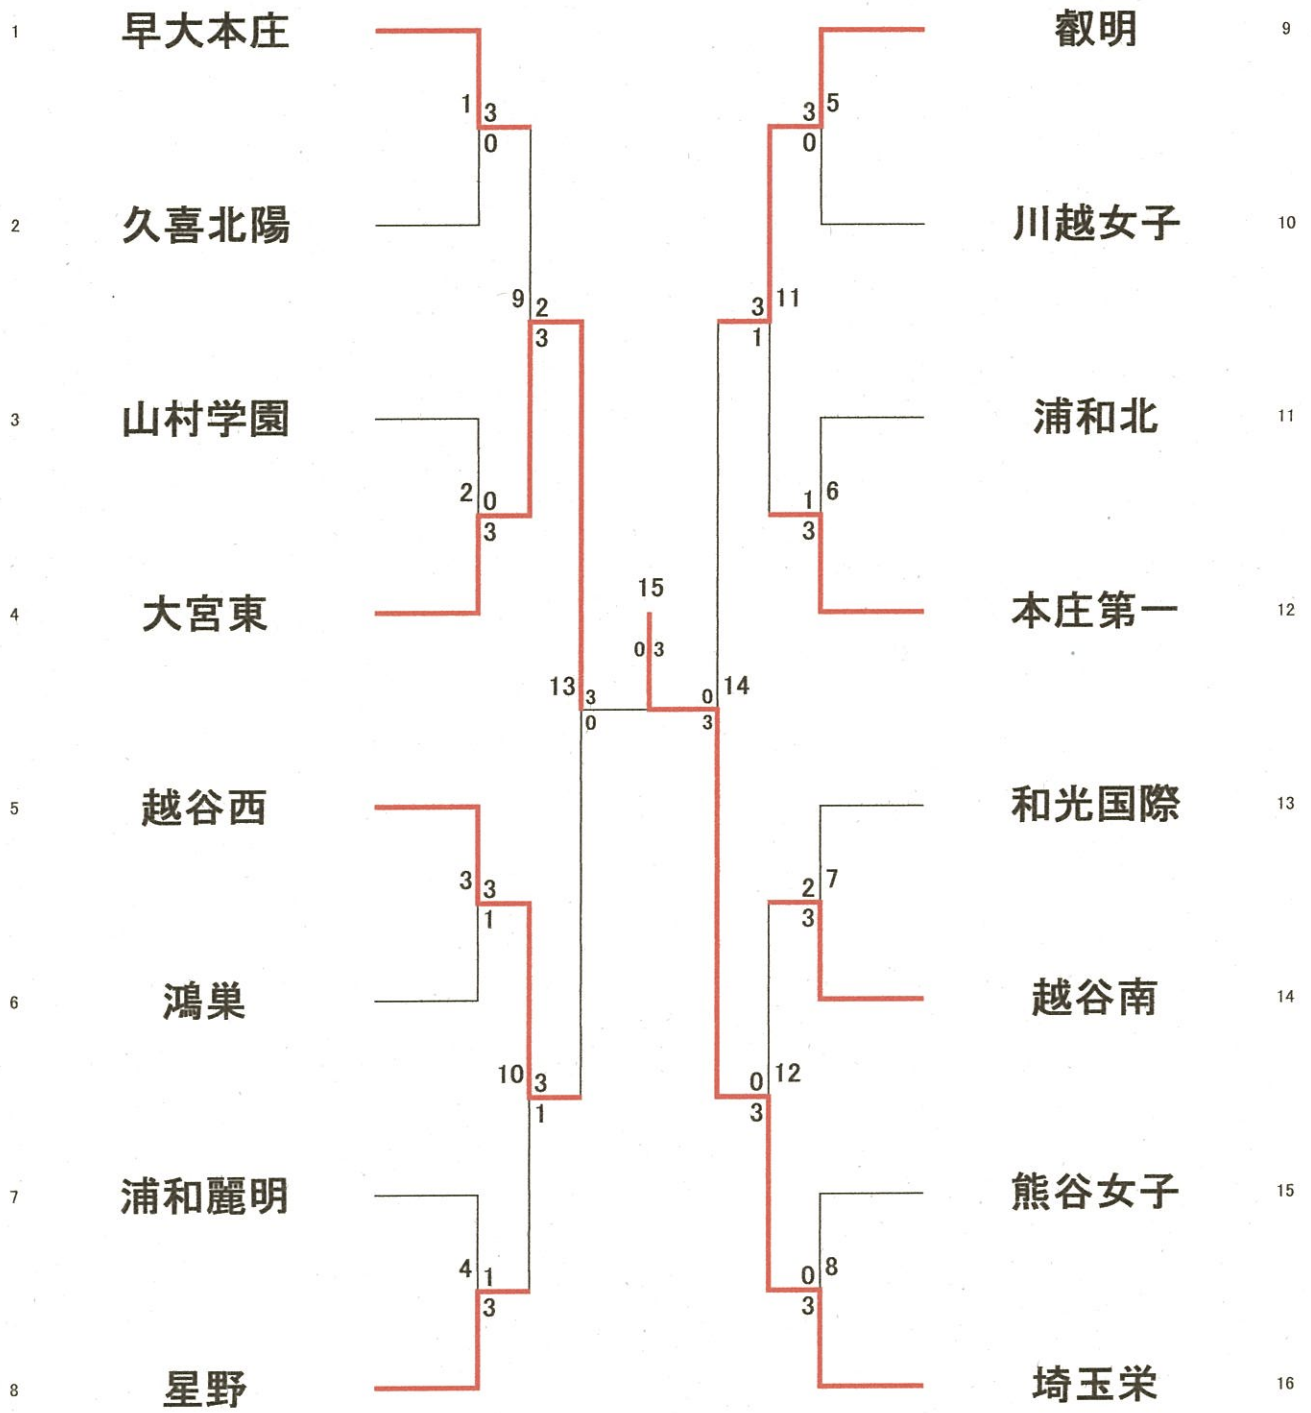 1 早大本庄
叡明 9
1 3
0
3 5
0
2 久喜北陽
川越女子 10
9 2
3
3 11
1
3 山村学園
浦和北 11
2 0
3
1 6
3
4 大宮東
本庄第一 12
15
0 3
13 3
0
0 14
3
5 越谷西
和光国際 13
3 3
1
2 7
3
6 鴻巣
越谷南 14
10 3
1
0 12
3
7 浦和麗明
熊谷女子 15
4 1
3
0 8
3
8 星野
埼玉栄 16